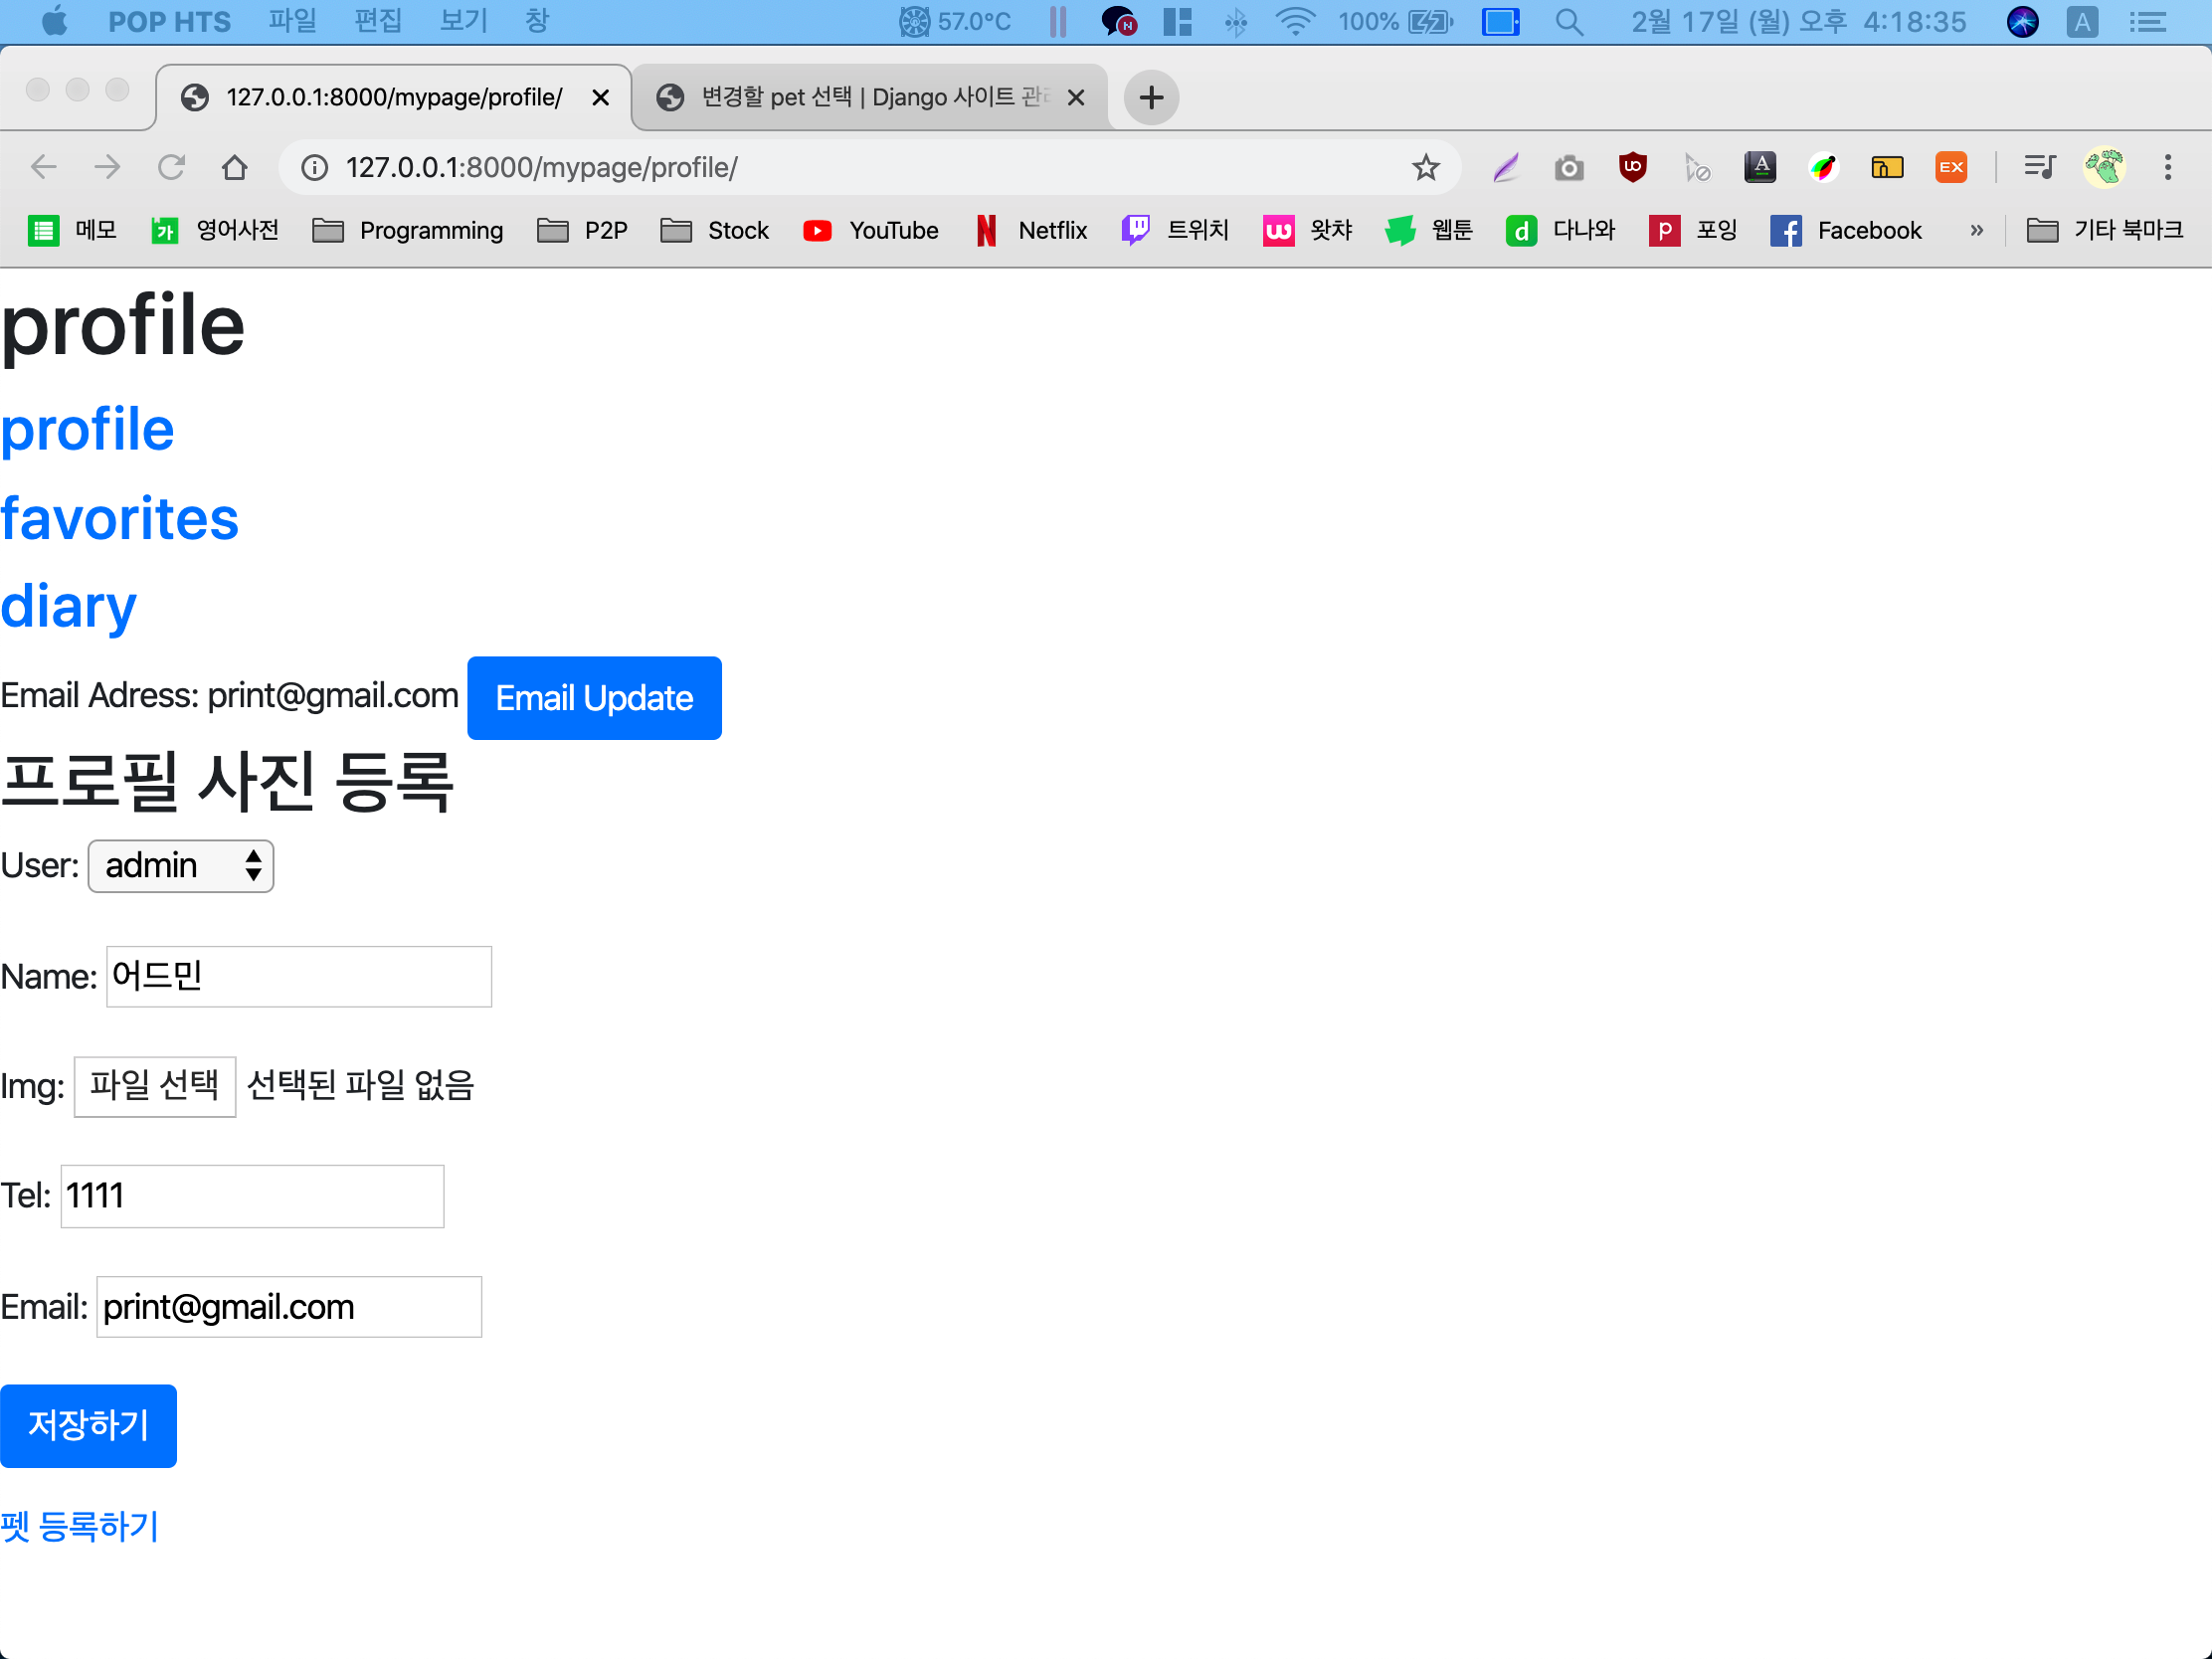 POP HTS 파일 편집 보기 창 57.0°C N 100% 2월 17일 (월) 오후 4:18:35 A
127.0.0.1:8000/mypage/profile/ 변경할 pet 선택 | Django 사이트 관
127.0.0.1:8000/mypage/profile/ A EX
메모 가 영어사전 Programming P2P Stock YouTube N Netflix 트위치 w 왓챠 웹툰 d 다나와 P 포잉 f Facebook » 기타 북마크
profile
profile
favorites
diary
Email Adress: print@gmail.com Email Update
프로필 사진 등록
User: admin
Name: 어드민
Img: 파일 선택 선택된 파일 없음
Tel: 1111
Email: print@gmail.com
저장하기
펫 등록하기